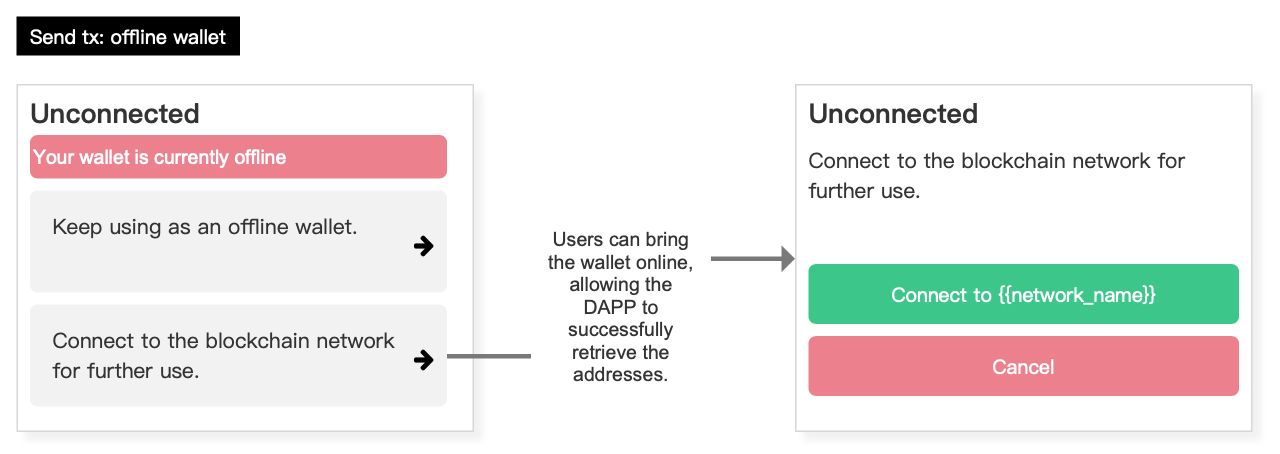 Send tx: offline wallet
Unconnected
Your wallet is currently offline
Keep using as an offline wallet.
Connect to the blockchain network
for further use.
Users can bring
the wallet online,
allowing the
DAPP to
successfully
retrieve the
addresses.
Unconnected
Connect to the blockchain network for
further use.
Connect to {{network_name}}
Cancel